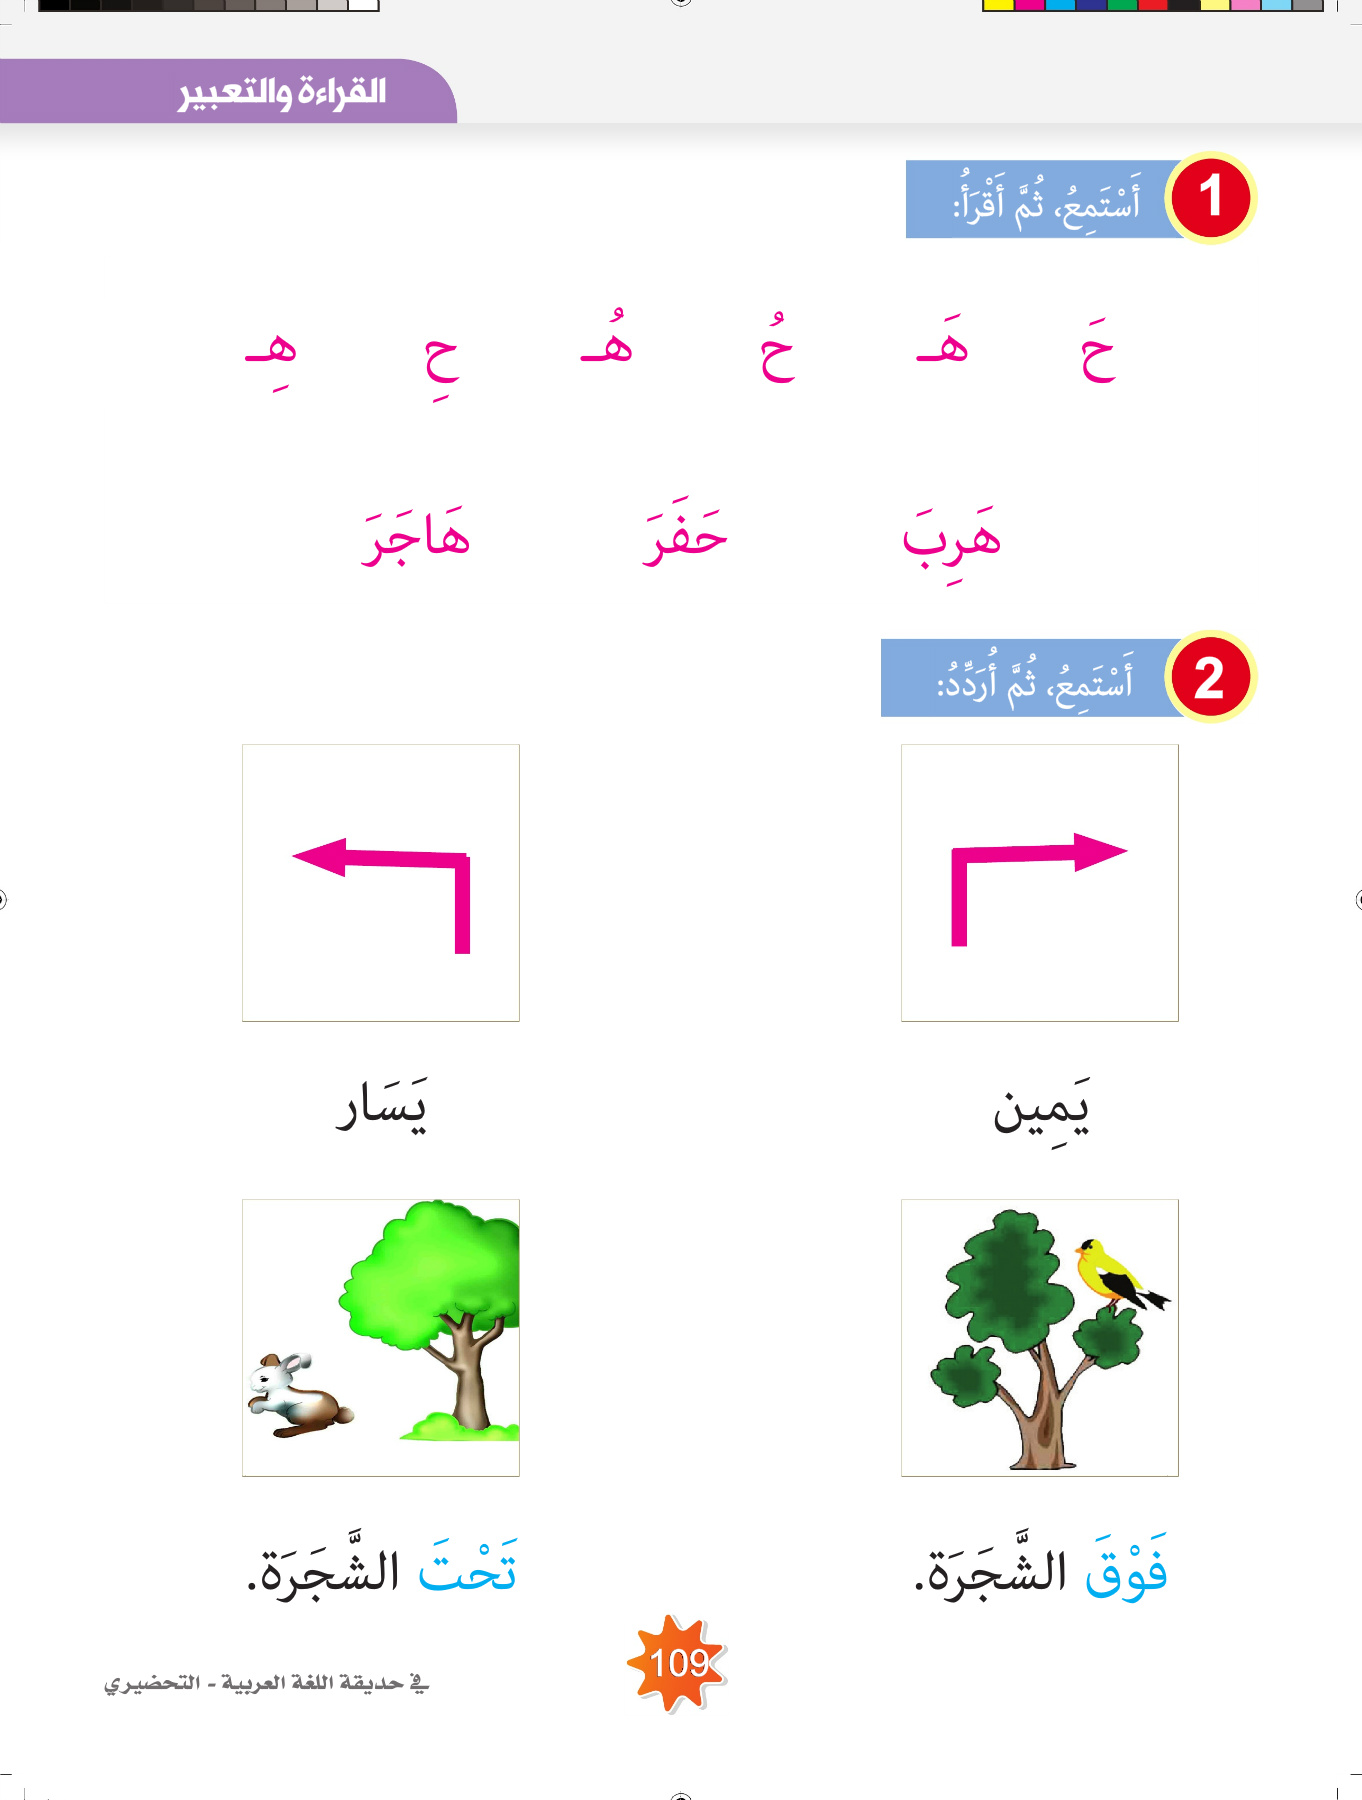 القراءة والتعبير
1 أَسْتَمِعُ، ثُمَّ أَقْرَأُ:
حَ هَـ حُ هُـ حِ هِـ
هَرِبَ حَفَرَ هَاجَرَ
2 أَسْتَمِعُ، ثُمَّ أُرَدِّدُ:
يَمِين يَسَار
فَوْقَ الشَّجَرَة. تَحْتَ الشَّجَرَة.
109
في حديقة اللغة العربية - التحضيري